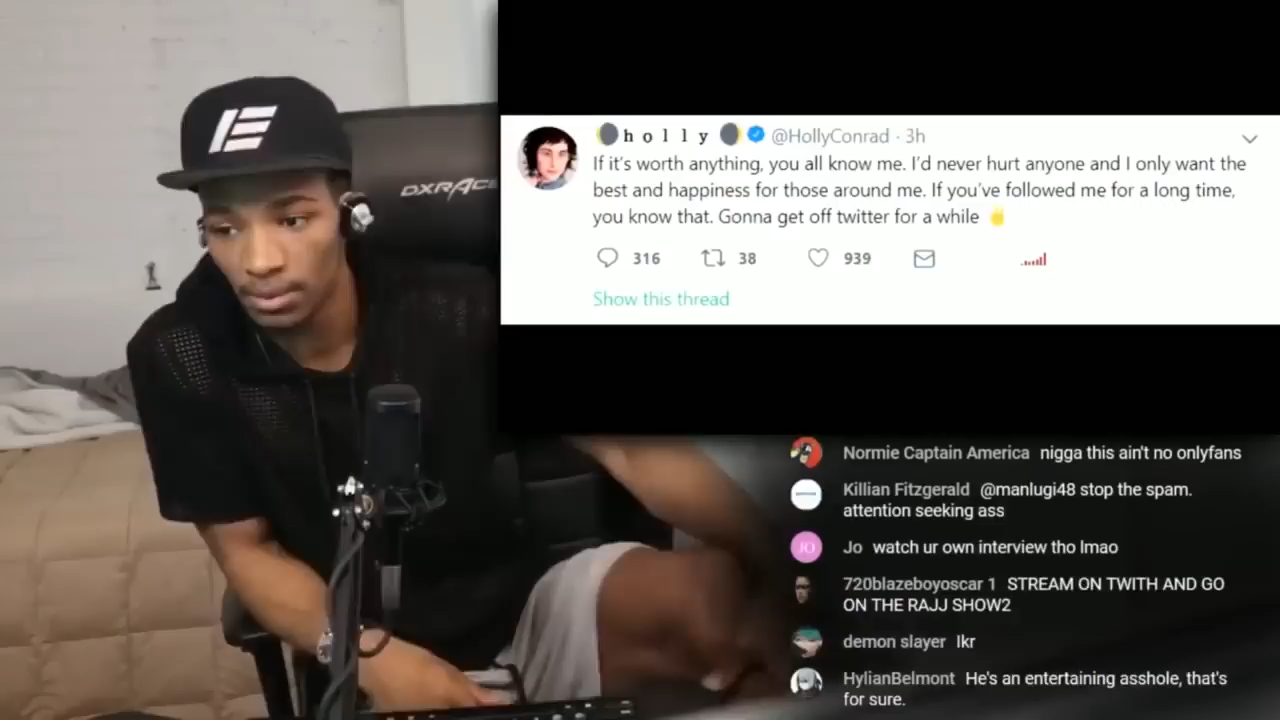 DXRACE
h o l l y @HollyConrad · 3h
If it's worth anything, you all know me. I'd never hurt anyone and I only want the
best and happiness for those around me. If you've followed me for a long time,
you know that. Gonna get off twitter for a while ✌
316 38 939
Show this thread
Normie Captain America nigga this ain't no onlyfans
Killian Fitzgerald @manlugi48 stop the spam.
attention seeking ass
JO Jo watch ur own interview tho lmao
720blazeboyoscar 1 STREAM ON TWITH AND GO
ON THE RAJJ SHOW2
demon slayer Ikr
HylianBelmont He's an entertaining asshole, that's
for sure.